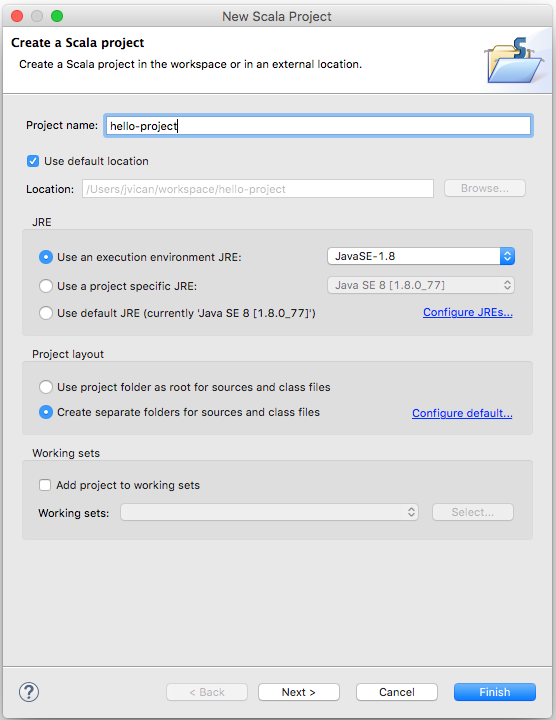 New Scala Project
Create a Scala project
Create a Scala project in the workspace or in an external location.
S
Project name: hello-project
Use default location
Location: /Users/jvican/workspace/hello-project Browse...
JRE
Use an execution environment JRE: JavaSE-1.8
Use a project specific JRE: Java SE 8 [1.8.0_77]
Use default JRE (currently 'Java SE 8 [1.8.0_77]') Configure JREs...
Project layout
Use project folder as root for sources and class files
Create separate folders for sources and class files Configure default...
Working sets
Add project to working sets
Working sets: Select...
? < Back Next > Cancel Finish